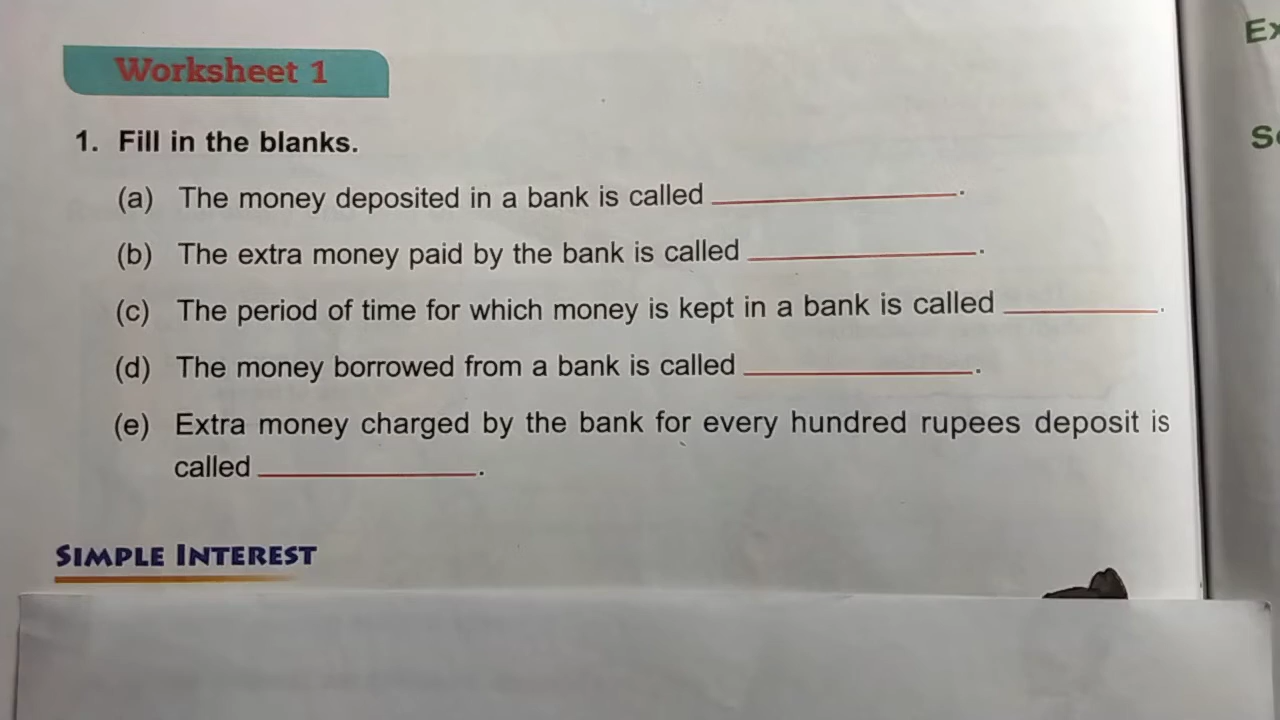 Worksheet 1
1. Fill in the blanks.
(a) The money deposited in a bank is called ____________.
(b) The extra money paid by the bank is called ____________.
(c) The period of time for which money is kept in a bank is called ____________.
(d) The money borrowed from a bank is called ____________.
(e) Extra money charged by the bank for every hundred rupees deposit is
called ____________.
SIMPLE INTEREST